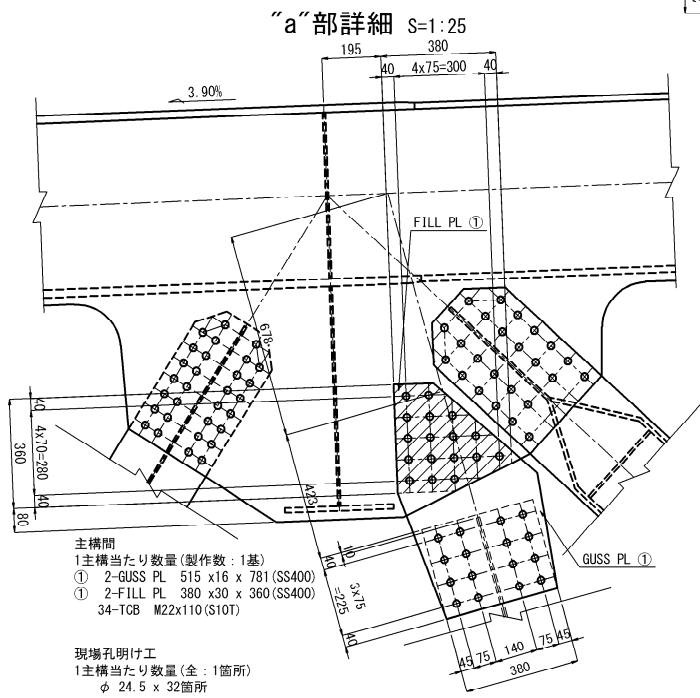 "a"部詳細 S=1:25
195
380
40
4x75=300
40
3.90%
FILL PL ①
678
40
4x70=280
360
40
80
423
40
10
3x75
=225
40
GUSS PL ①
45
75
140
75
45
380
主構間
1主構当たり数量(製作数：1基)
① 2-GUSS PL 515 x16 x 781(SS400)
① 2-FILL PL 380 x30 x 360(SS400)
34-TCB M22x110(S10T)
現場孔明け工
1主構当たり数量(全：1箇所)
φ 24.5 x 32箇所